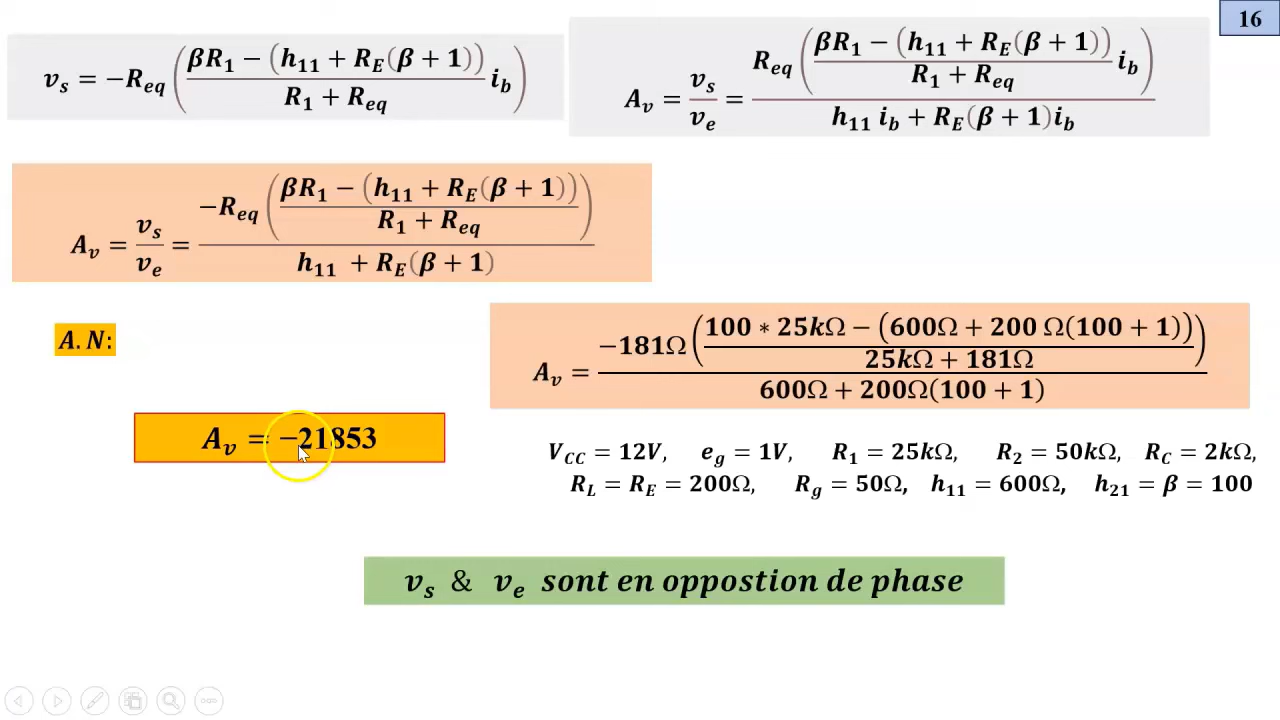 16
v_s = −R_eq ( (βR_1 − (h_11 + R_E(β + 1))) / (R_1 + R_eq) i_b )
A_v = v_s / v_e = R_eq ( (βR_1 − (h_11 + R_E(β + 1))) / (R_1 + R_eq) i_b ) / (h_11 i_b + R_E(β + 1)i_b)
A_v = v_s / v_e = −R_eq ( (βR_1 − (h_11 + R_E(β + 1))) / (R_1 + R_eq) ) / (h_11 + R_E(β + 1))
A.N:
A_v = −181Ω ( (100 ∗ 25kΩ − (600Ω + 200 Ω(100 + 1))) / (25kΩ + 181Ω) ) / (600Ω + 200Ω(100 + 1))
A_v = −21853
V_CC = 12V, e_g = 1V, R_1 = 25kΩ, R_2 = 50kΩ, R_C = 2kΩ,
R_L = R_E = 200Ω, R_g = 50Ω, h_11 = 600Ω, h_21 = β = 100
v_s & v_e sont en oppostion de phase